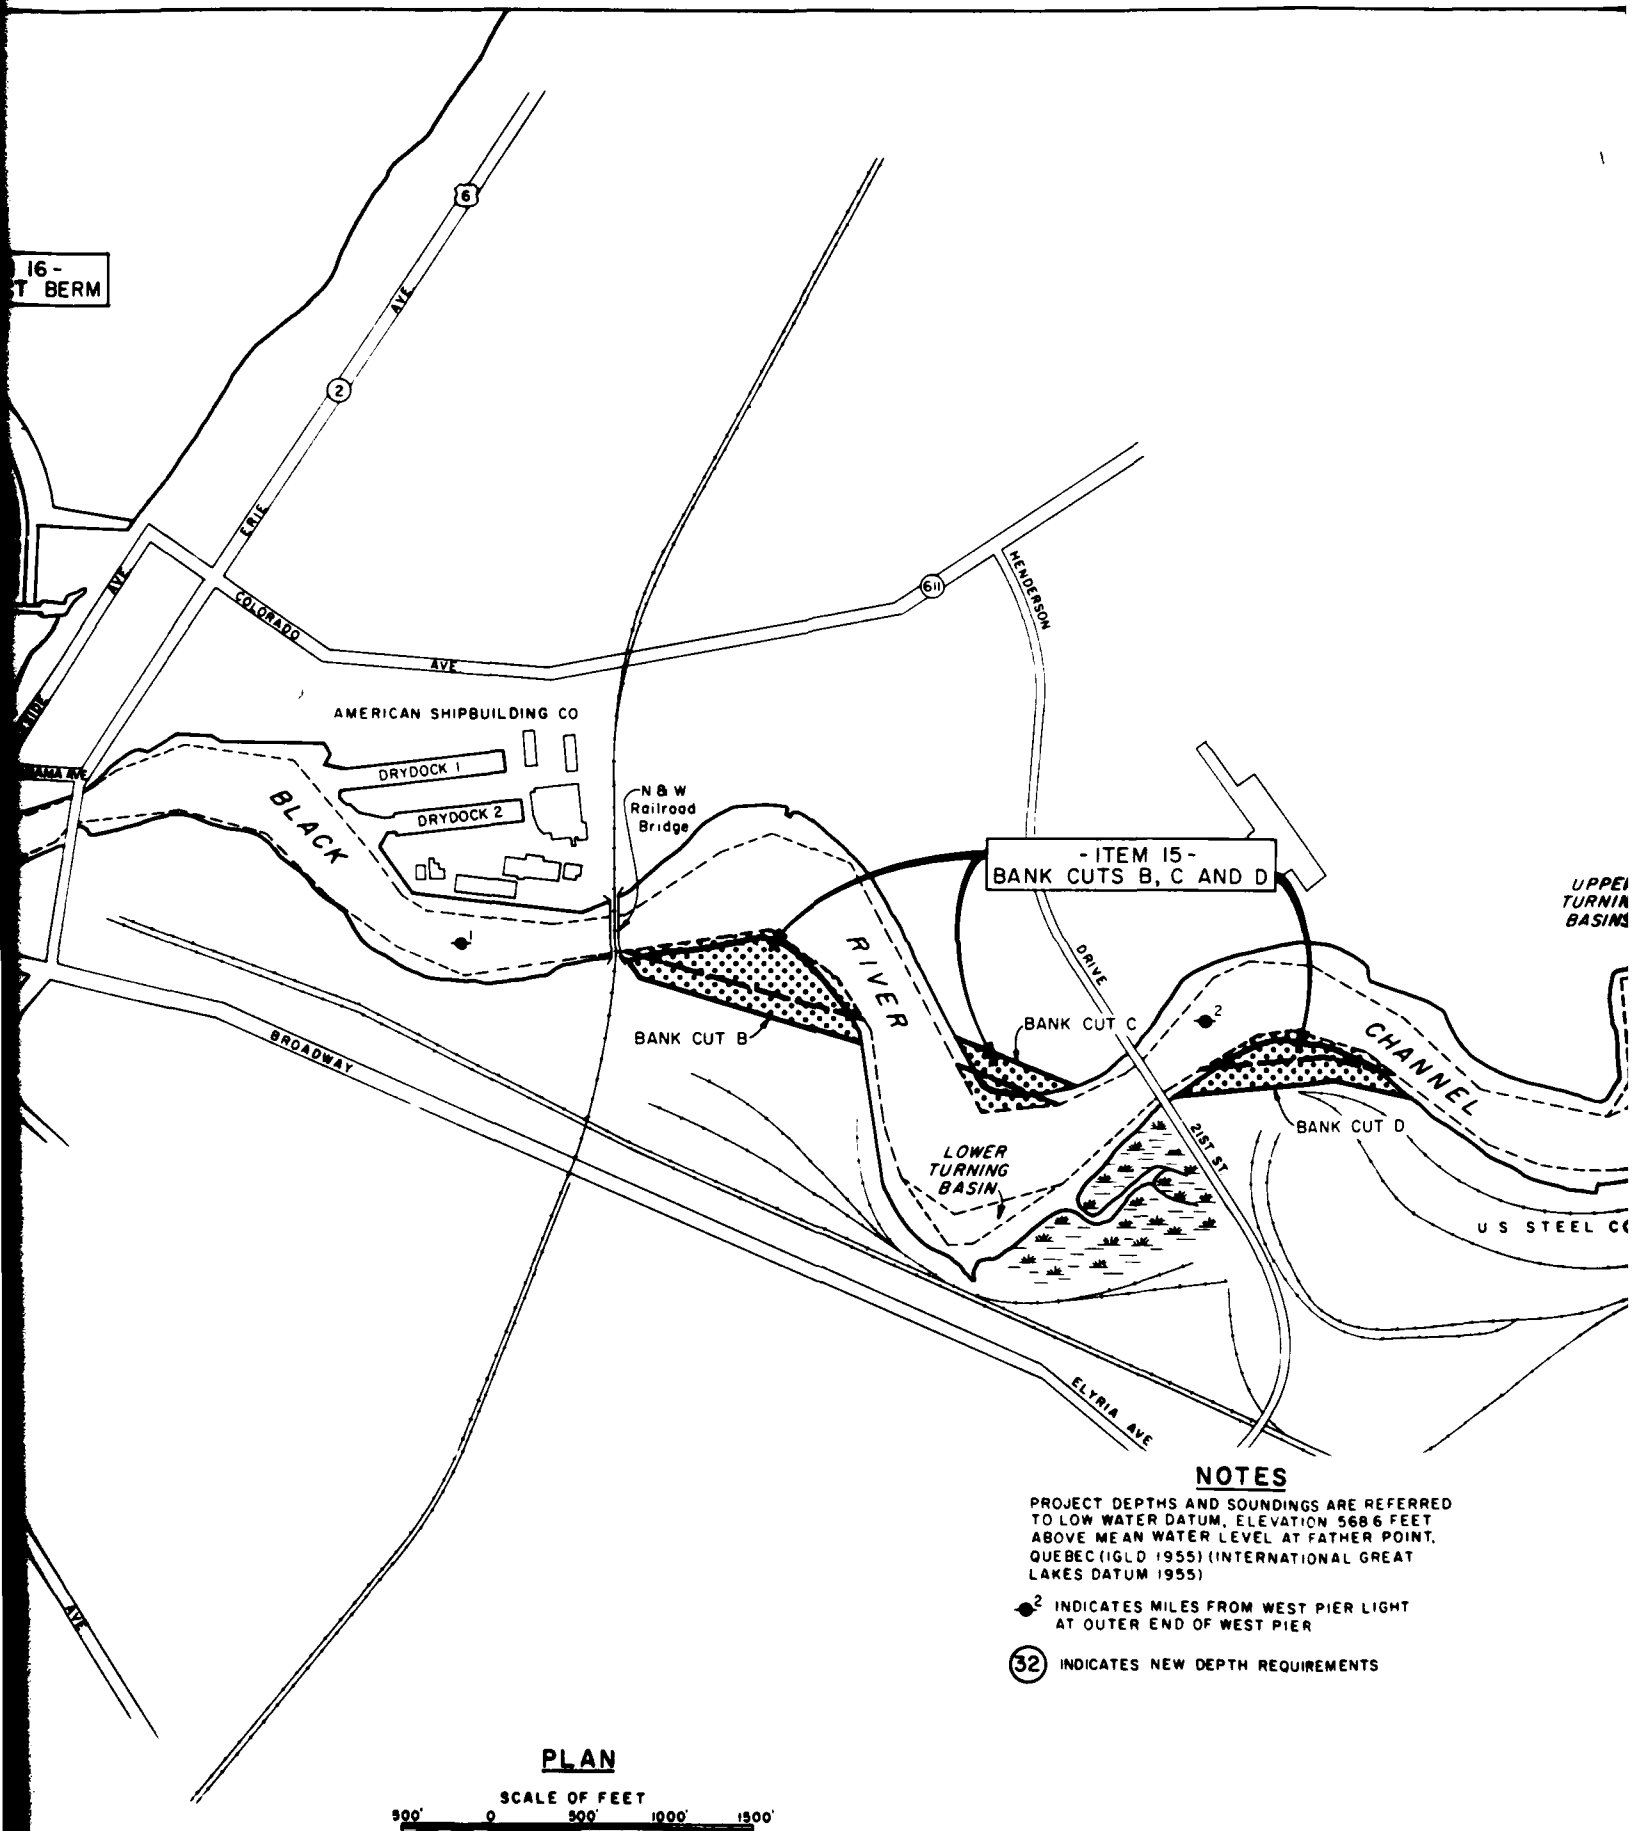 16-
T BERM
6
AVE.
2
ERIE
AVE
COLORADO
AVE
611
HENDERSON
AMERICAN SHIPBUILDING CO
DRYDOCK 1
DRYDOCK 2
BLACK
N & W
Railroad
Bridge
- ITEM 15-
BANK CUTS B, C AND D
UPPER
TURNIN
BASINS
RIVER
DRIVE
1
2
BANK CUT B
BANK CUT C
CHANNEL
BANK CUT D
BROADWAY
21ST ST.
LOWER
TURNING
BASIN
U S STEEL CO
ELYRIA AVE
AVE
NOTES
PROJECT DEPTHS AND SOUNDINGS ARE REFERRED
TO LOW WATER DATUM, ELEVATION 568 6 FEET
ABOVE MEAN WATER LEVEL AT FATHER POINT,
QUEBEC (IGLD 1955) (INTERNATIONAL GREAT
LAKES DATUM 1955)
2 INDICATES MILES FROM WEST PIER LIGHT
AT OUTER END OF WEST PIER
32 INDICATES NEW DEPTH REQUIREMENTS
PLAN
SCALE OF FEET
500' 0 500' 1000' 1500'